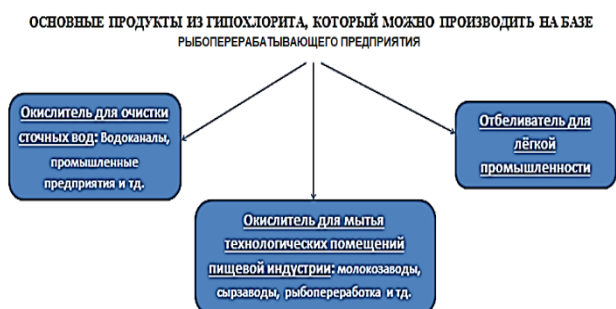 ОСНОВНЫЕ ПРОДУКТЫ ИЗ ГИПОХЛОРИТА, КОТОРЫЙ МОЖНО ПРОИЗВОДИТЬ НА БАЗЕ
РЫБОПЕРЕРАБАТЫВАЮЩЕГО ПРЕДПРИЯТИЯ
Окислитель для очистки
сточных вод: Водоканалы,
промышленные
предприятия и тд.
Окислитель для мытья
технологических помещений
пищевой индустрии: молокозаводы,
сырзаводы, рыбопереработка и тд.
Отбеливатель для
лёгкой
промышленности